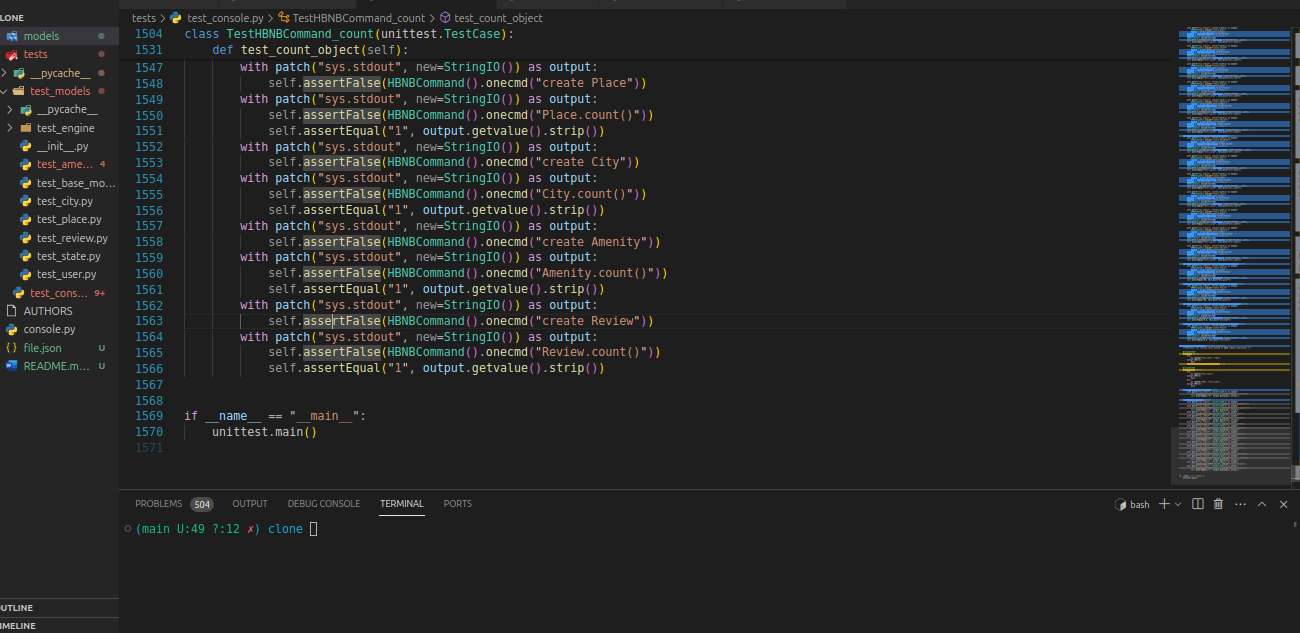 LONE
models
tests
__pycache__
test_models
__pycache__
test_engine
__init__.py
test_ame... 4
test_base_mo...
test_city.py
test_place.py
test_review.py
test_state.py
test_user.py
test_cons... 9+
AUTHORS
console.py
{} file.json U
README.m... U
OUTLINE
IMELINE
tests > test_console.py > TestHBNBCommand_count > test_count_object
1504 class TestHBNBCommand_count(unittest.TestCase):
1531 def test_count_object(self):
1547 with patch("sys.stdout", new=StringIO()) as output:
1548 self.assertFalse(HBNBCommand().onecmd("create Place"))
1549 with patch("sys.stdout", new=StringIO()) as output:
1550 self.assertFalse(HBNBCommand().onecmd("Place.count()"))
1551 self.assertEqual("1", output.getvalue().strip())
1552 with patch("sys.stdout", new=StringIO()) as output:
1553 self.assertFalse(HBNBCommand().onecmd("create City"))
1554 with patch("sys.stdout", new=StringIO()) as output:
1555 self.assertFalse(HBNBCommand().onecmd("City.count()"))
1556 self.assertEqual("1", output.getvalue().strip())
1557 with patch("sys.stdout", new=StringIO()) as output:
1558 self.assertFalse(HBNBCommand().onecmd("create Amenity"))
1559 with patch("sys.stdout", new=StringIO()) as output:
1560 self.assertFalse(HBNBCommand().onecmd("Amenity.count()"))
1561 self.assertEqual("1", output.getvalue().strip())
1562 with patch("sys.stdout", new=StringIO()) as output:
1563 self.assertFalse(HBNBCommand().onecmd("create Review"))
1564 with patch("sys.stdout", new=StringIO()) as output:
1565 self.assertFalse(HBNBCommand().onecmd("Review.count()"))
1566 self.assertEqual("1", output.getvalue().strip())
1567
1568
1569 if __name__ == "__main__":
1570 unittest.main()
1571
PROBLEMS 504 OUTPUT DEBUG CONSOLE TERMINAL PORTS
bash
(main U:49 ?:12 ✗) clone